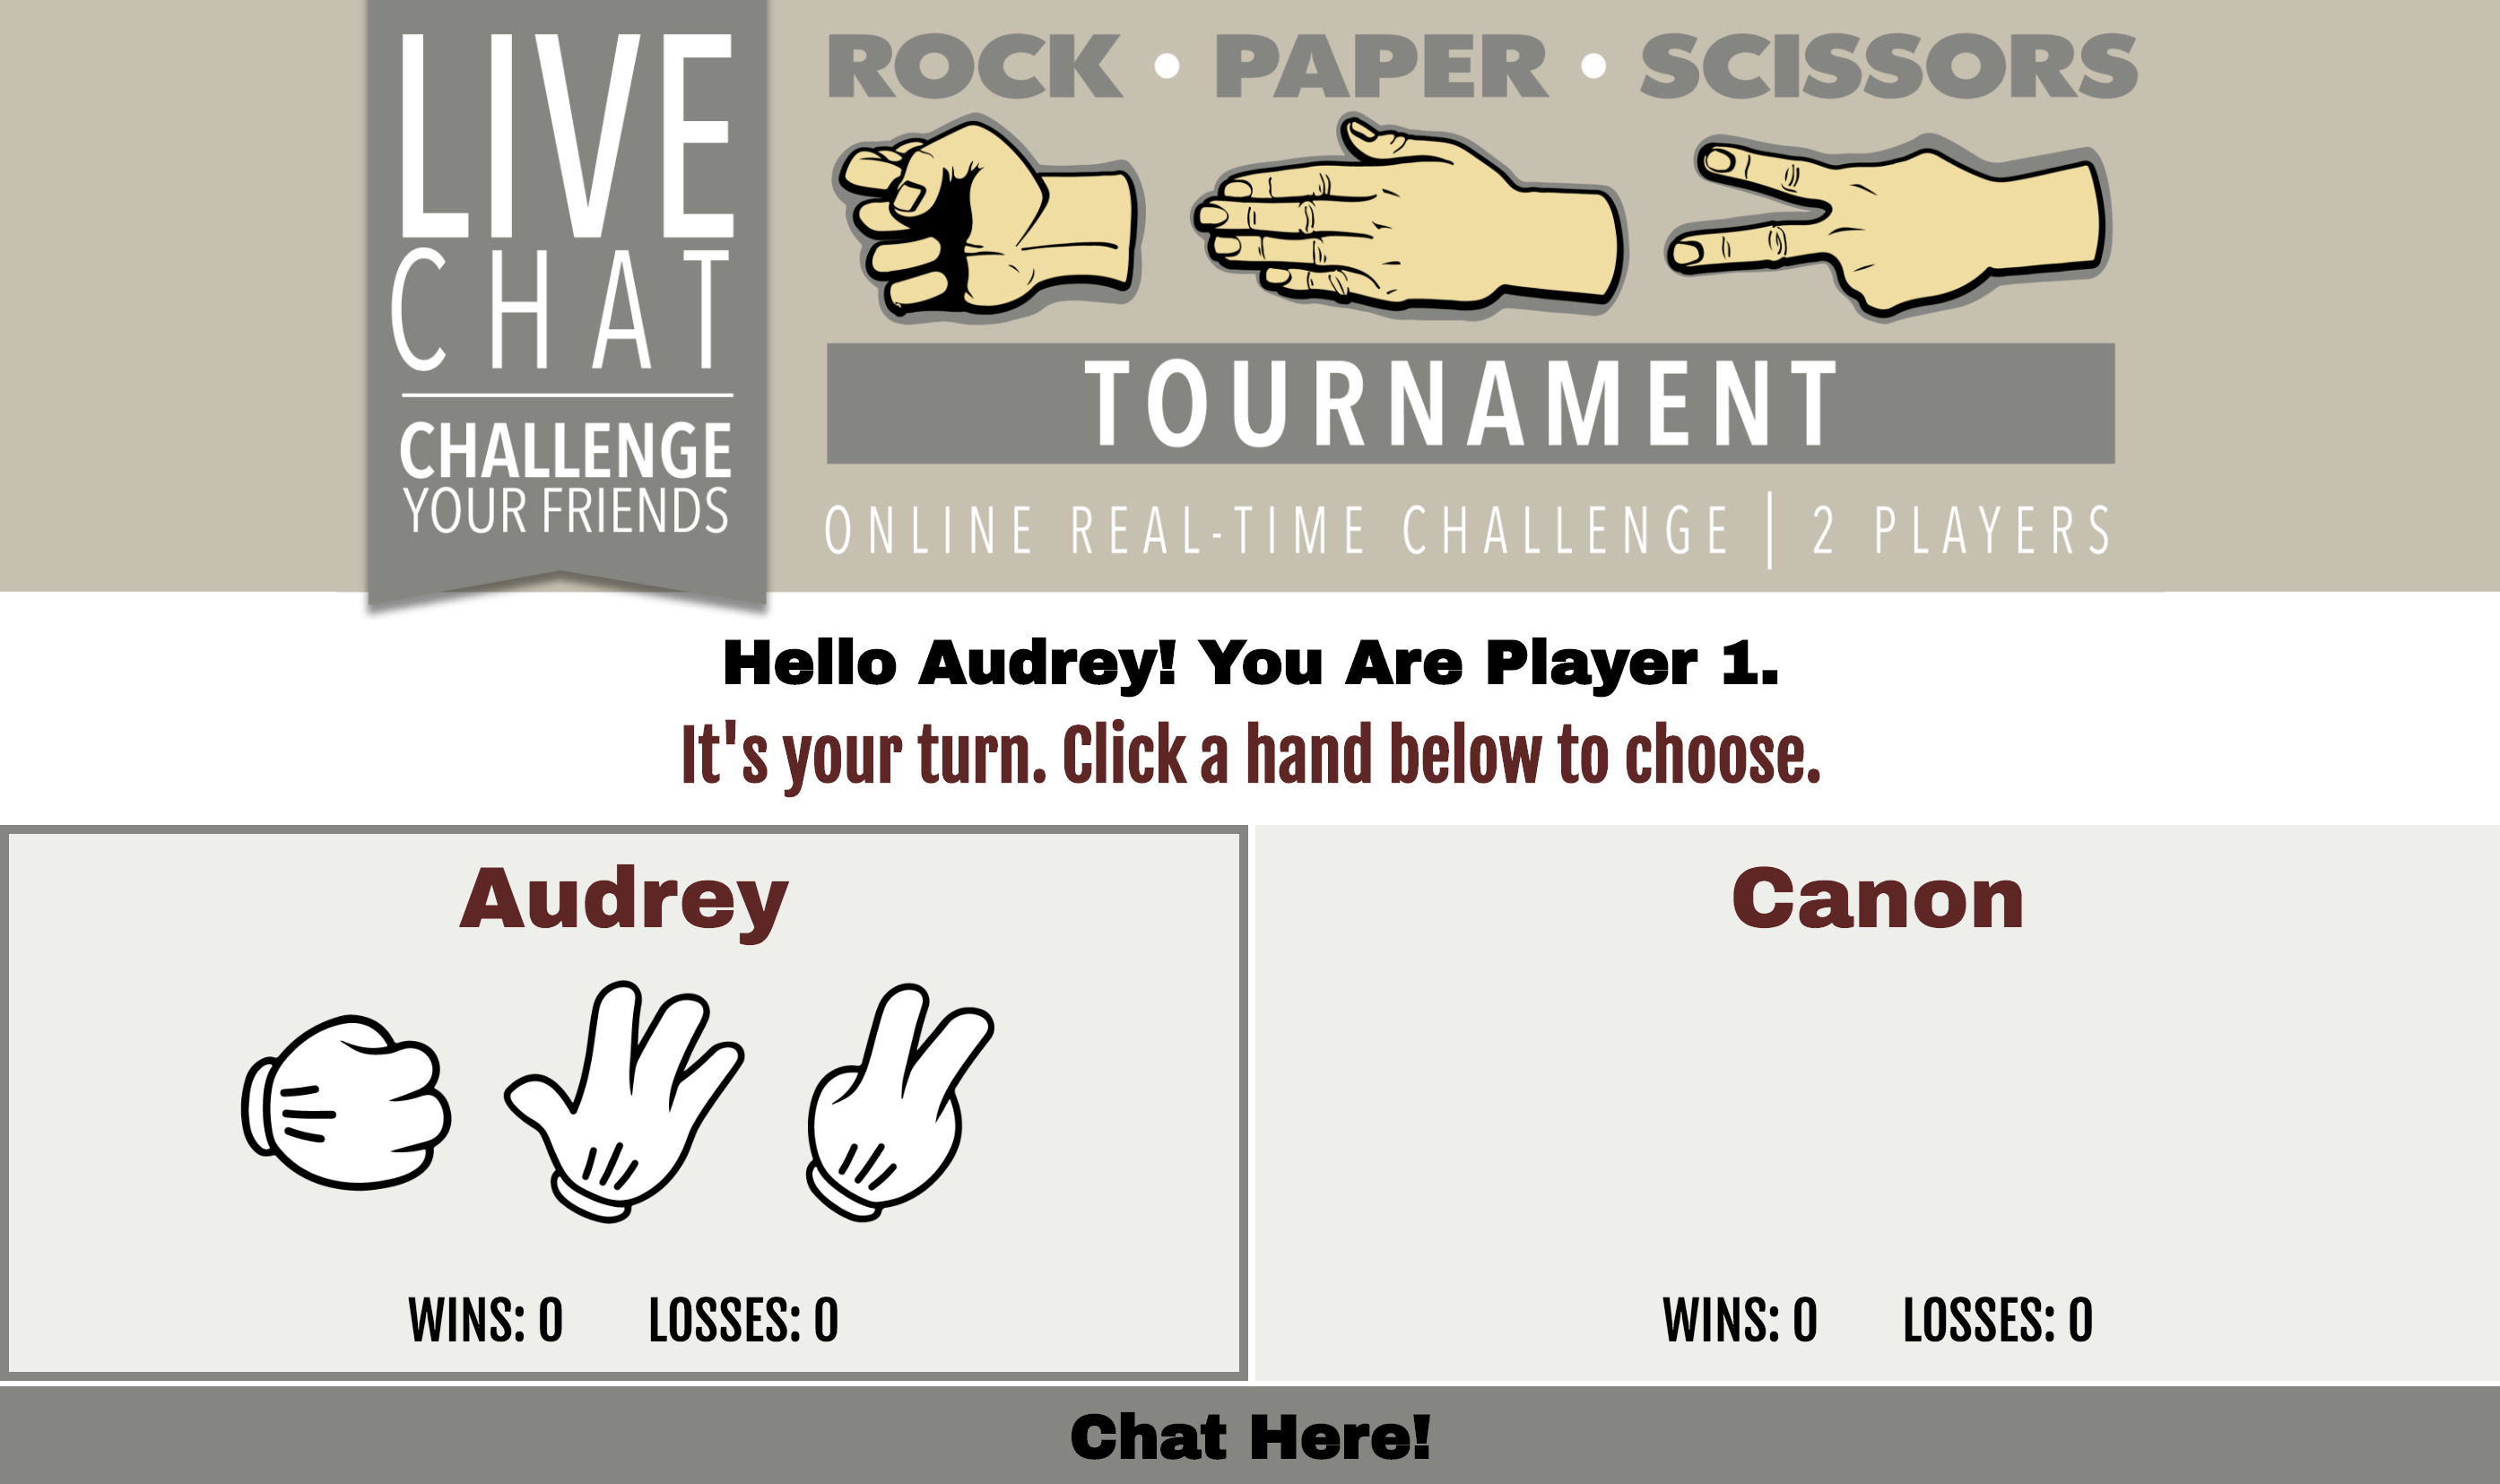 LIVE
CHAT
CHALLENGE
YOUR FRIENDS
ROCK • PAPER • SCISSORS
TOURNAMENT
ONLINE REAL-TIME CHALLENGE | 2 PLAYERS
Hello Audrey! You Are Player 1.
It's your turn. Click a hand below to choose.
Audrey
WINS: 0 LOSSES: 0
Canon
WINS: 0 LOSSES: 0
Chat Here!